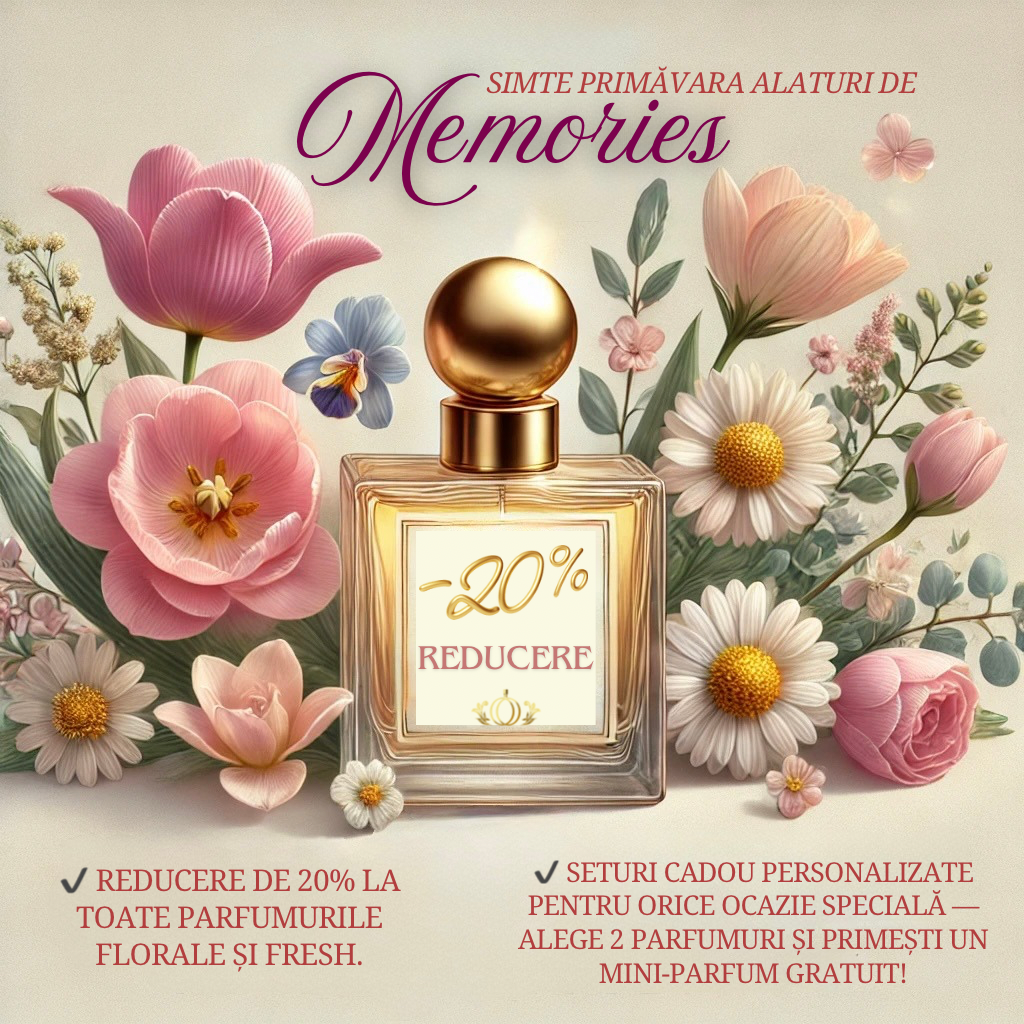 SIMTE PRIMĂVARA ALATURI DE
Memories
-20%
REDUCERE
✔ REDUCERE DE 20% LA
TOATE PARFUMURILE
FLORALE ȘI FRESH.
✔ SETURI CADOU PERSONALIZATE
PENTRU ORICE OCAZIE SPECIALĂ —
ALEGE 2 PARFUMURI ȘI PRIMEȘTI UN
MINI-PARFUM GRATUIT!